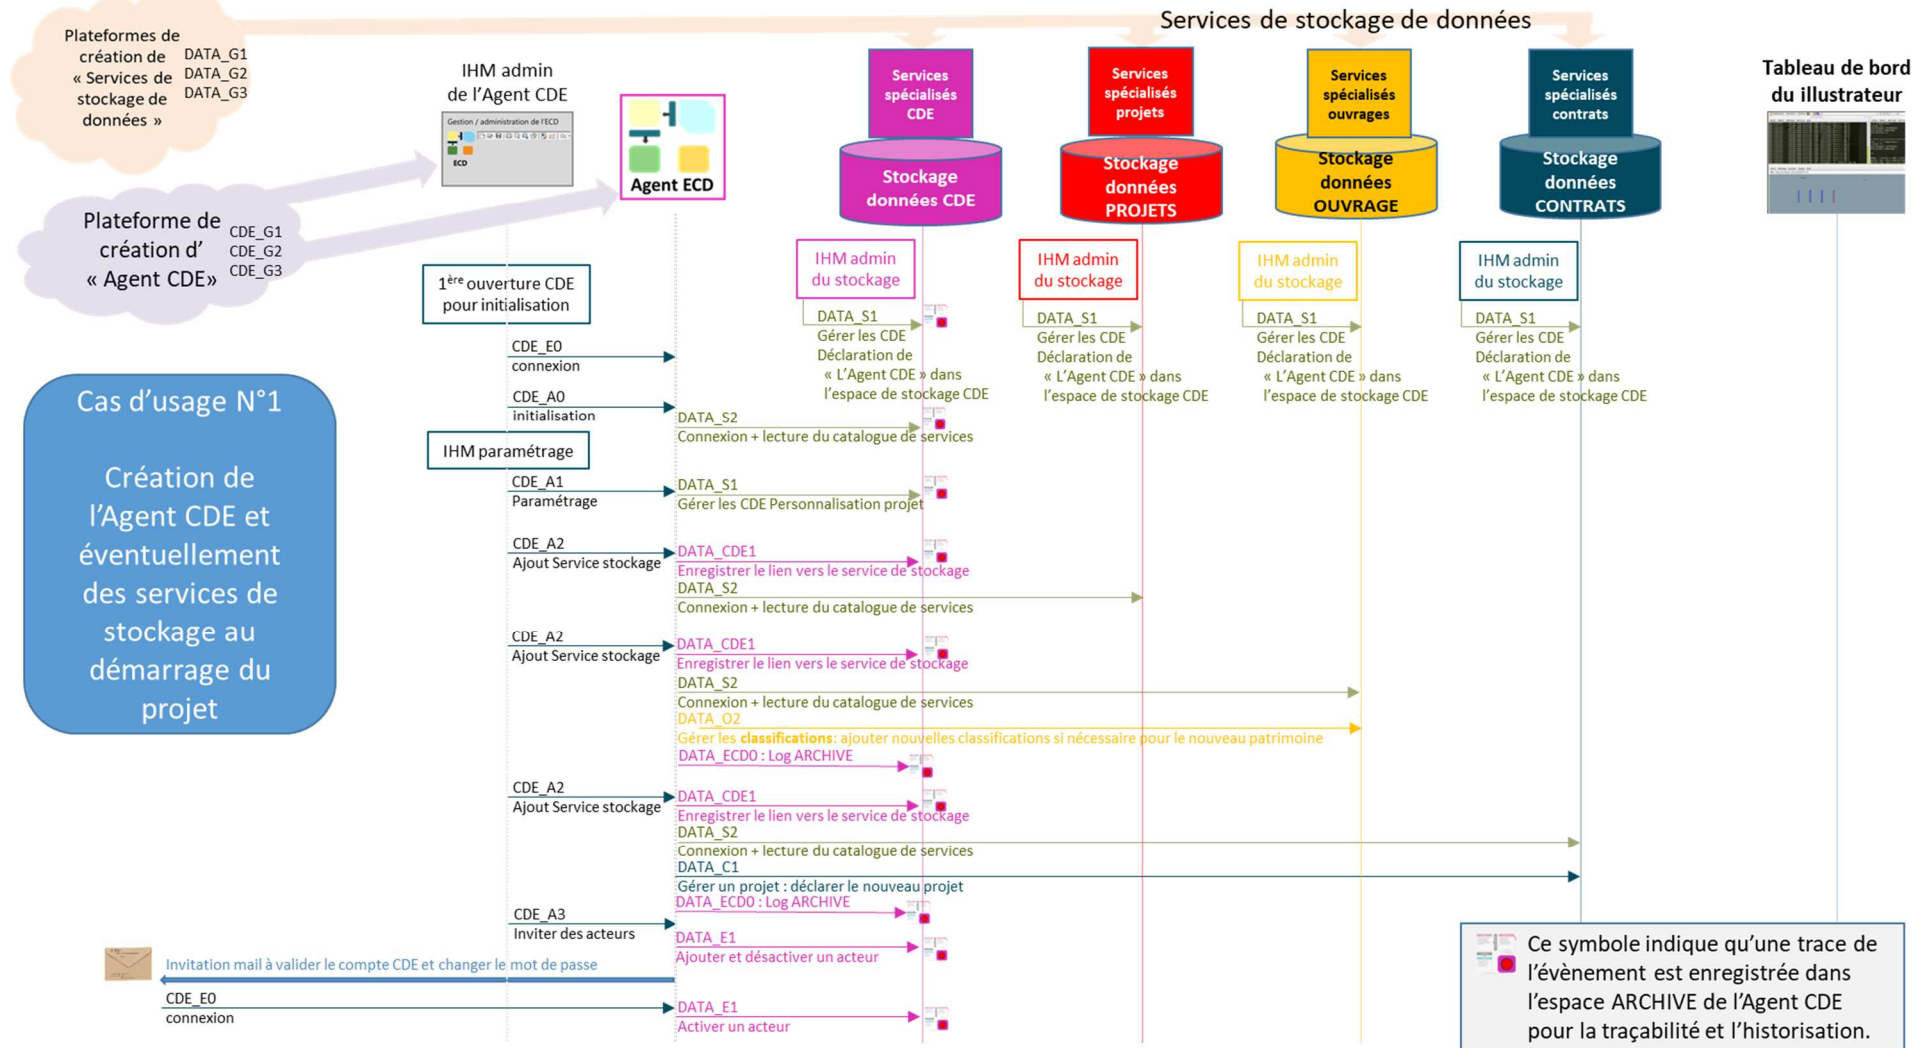 Services de stockage de données
Plateformes de
création de
« Services de
stockage de
données »
DATA_G1
DATA_G2
DATA_G3
IHM admin
de l’Agent CDE
Gestion / administration de l'ECD
ECD
Agent ECD
Services
spécialisés
CDE
Stockage
données CDE
Services
spécialisés
projets
Stockage
données
PROJETS
Services
spécialisés
ouvrages
Stockage
données
OUVRAGE
Services
spécialisés
contrats
Stockage
données
CONTRATS
Tableau de bord
du illustrateur
Plateforme de
création d’
« Agent CDE»
CDE_G1
CDE_G2
CDE_G3
1ère ouverture CDE
pour initialisation
IHM admin
du stockage
IHM admin
du stockage
IHM admin
du stockage
IHM admin
du stockage
DATA_S1
Gérer les CDE
Déclaration de
« L’Agent CDE » dans
l’espace de stockage CDE
DATA_S1
Gérer les CDE
Déclaration de
« L’Agent CDE » dans
l’espace de stockage CDE
DATA_S1
Gérer les CDE
Déclaration de
« L’Agent CDE » dans
l’espace de stockage CDE
DATA_S1
Gérer les CDE
Déclaration de
« L’Agent CDE » dans
l’espace de stockage CDE
Cas d’usage N°1
Création de
l’Agent CDE et
éventuellement
des services de
stockage au
démarrage du
projet
CDE_E0
connexion
CDE_A0
initialisation
DATA_S2
Connexion + lecture du catalogue de services
IHM paramétrage
CDE_A1
Paramétrage
DATA_S1
Gérer les CDE Personnalisation projet
CDE_A2
Ajout Service stockage
DATA_CDE1
Enregistrer le lien vers le service de stockage
DATA_S2
Connexion + lecture du catalogue de services
CDE_A2
Ajout Service stockage
DATA_CDE1
Enregistrer le lien vers le service de stockage
DATA_S2
Connexion + lecture du catalogue de services
DATA_O2
Gérer les classifications: ajouter nouvelles classifications si nécessaire pour le nouveau patrimoine
DATA_ECD0 : Log ARCHIVE
CDE_A2
Ajout Service stockage
DATA_CDE1
Enregistrer le lien vers le service de stockage
DATA_S2
Connexion + lecture du catalogue de services
DATA_C1
Gérer un projet : déclarer le nouveau projet
DATA_ECD0 : Log ARCHIVE
CDE_A3
Inviter des acteurs
DATA_E1
Ajouter et désactiver un acteur
Invitation mail à valider le compte CDE et changer le mot de passe
CDE_E0
connexion
DATA_E1
Activer un acteur
Ce symbole indique qu’une trace de
l’évènement est enregistrée dans
l’espace ARCHIVE de l’Agent CDE
pour la traçabilité et l’historisation.